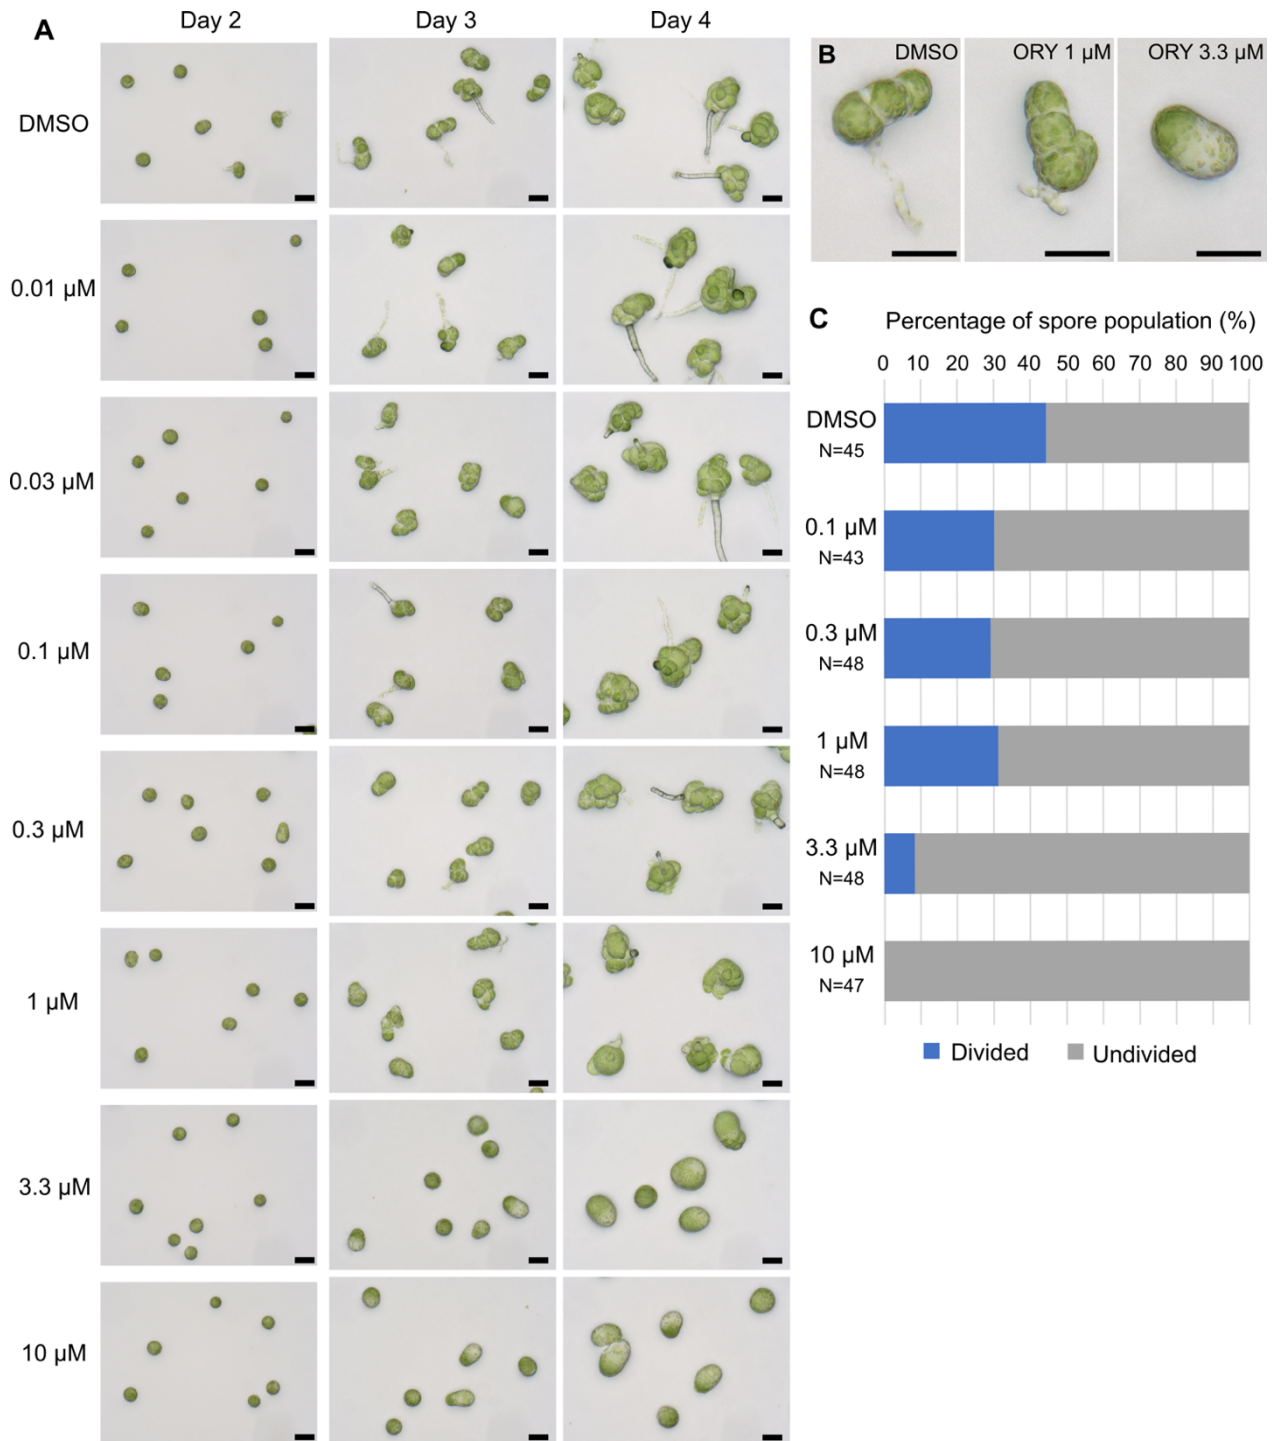 A
Day 2
Day 3
Day 4
DMSO
0.01 µM
0.03 µM
0.1 µM
0.3 µM
1 µM
3.3 µM
10 µM
B
DMSO
ORY 1 µM
ORY 3.3 µM
C
Percentage of spore population (%)
0 10 20 30 40 50 60 70 80 90 100
DMSO
N=45
0.1 µM
N=43
0.3 µM
N=48
1 µM
N=48
3.3 µM
N=48
10 µM
N=47
Divided
Undivided